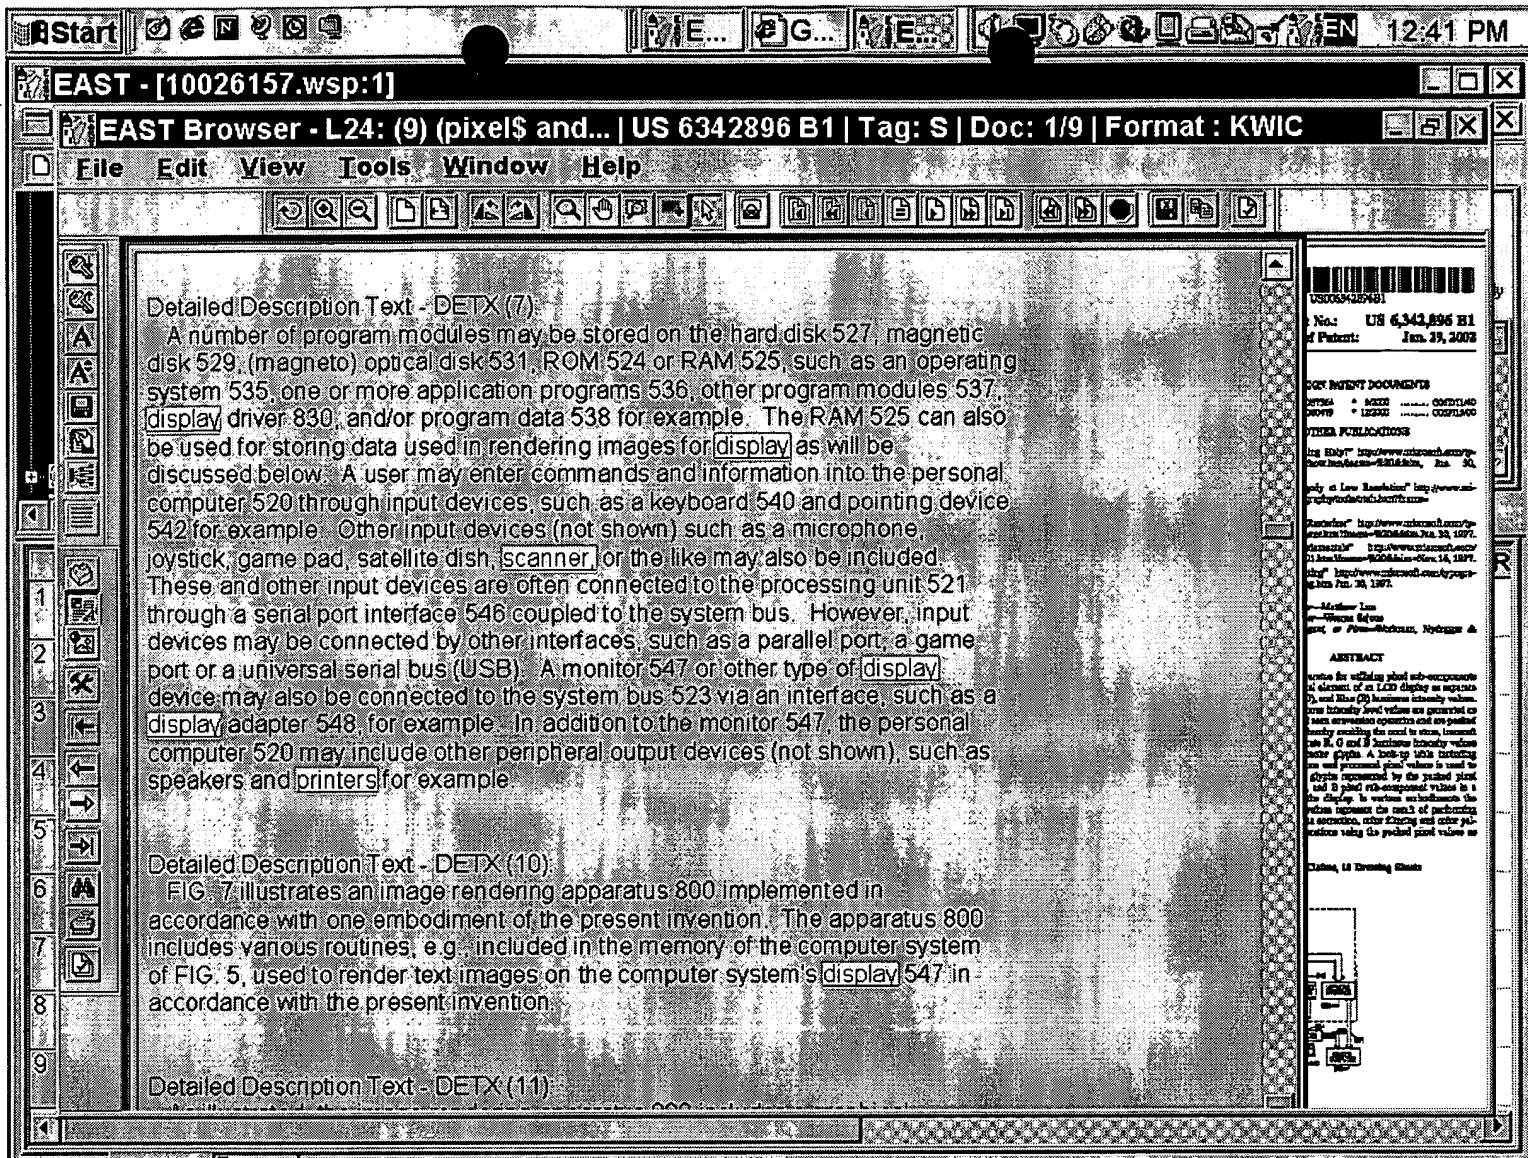 Start
E...
G...
E...
EN
12:41 PM
EAST - [10026157.wsp:1]
EAST Browser - L24: (9) (pixel$ and... | US 6342896 B1 | Tag: S | Doc: 1/9 | Format : KWIC
File Edit View Tools Window Help
Detailed Description Text - DETX (7):
A number of program modules may be stored on the hard disk 527, magnetic
disk 529, (magneto) optical disk 531, ROM 524 or RAM 525, such as an operating
system 535, one or more application programs 536, other program modules 537,
display driver 830, and/or program data 538 for example. The RAM 525 can also
be used for storing data used in rendering images for display as will be
discussed below. A user may enter commands and information into the personal
computer 520 through input devices, such as a keyboard 540 and pointing device
542 for example. Other input devices (not shown) such as a microphone,
joystick, game pad, satellite dish, scanner, or the like may also be included.
These and other input devices are often connected to the processing unit 521
through a serial port interface 546 coupled to the system bus. However, input
devices may be connected by other interfaces, such as a parallel port, a game
port or a universal serial bus (USB). A monitor 547 or other type of display
device may also be connected to the system bus 523 via an interface, such as a
display adapter 548, for example. In addition to the monitor 547, the personal
computer 520 may include other peripheral output devices (not shown), such as
speakers and printers for example.
Detailed Description Text - DETX (10):
FIG. 7 illustrates an image rendering apparatus 800 implemented in
accordance with one embodiment of the present invention. The apparatus 800
includes various routines, e.g., included in the memory of the computer system
of FIG. 5, used to render text images on the computer system's display 547 in
accordance with the present invention.
Detailed Description Text - DETX (11):
1
2
3
4
5
6
7
8
9
US006342896B1
No.: US 6,342,896 B1
of Patent: Jan. 29, 2002
PATENT DOCUMENTS
OTHER PUBLICATIONS
ABSTRACT
Claims, 18 Drawing Sheets
R